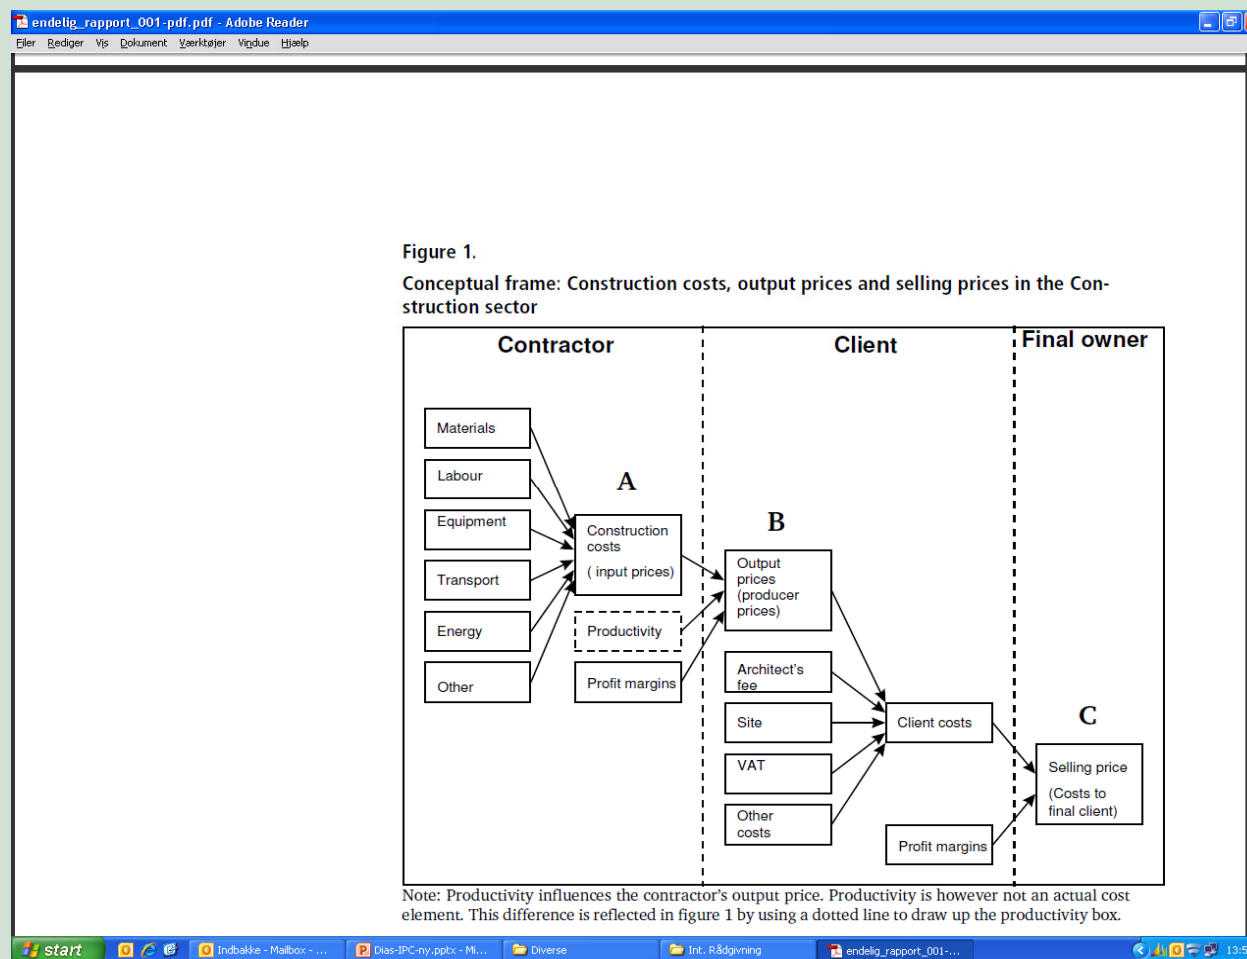 endelig_rapport_001-pdf.pdf - Adobe Reader
Filer Rediger Vis Dokument Værktøjer Vindue Hjælp
Figure 1.
Conceptual frame: Construction costs, output prices and selling prices in the Con-
struction sector
Contractor
Client
Final owner
Materials
Labour
Equipment
Transport
Energy
Other
A
Construction
costs
( input prices)
Productivity
Profit margins
B
Output
prices
(producer
prices)
Architect's
fee
Site
VAT
Other
costs
Client costs
Profit margins
C
Selling price
(Costs to
final client)
Note: Productivity influences the contractor's output price. Productivity is however not an actual cost
element. This difference is reflected in figure 1 by using a dotted line to draw up the productivity box.
start
Indbakke - Mailbox - ...
Dias-IPC-ny.pptx - Mi...
Diverse
Int. Rådgivning
endelig_rapport_001-...
13:5